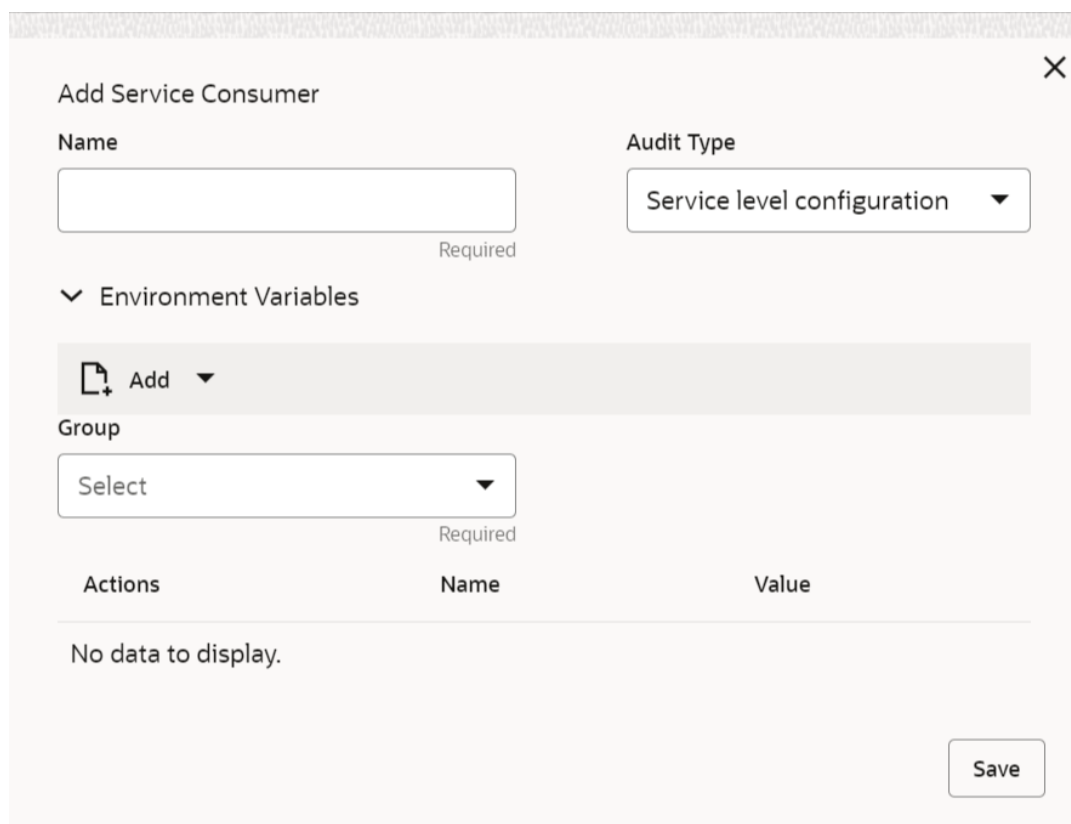 Add Service Consumer
Name
Audit Type
Service level configuration
Required
Environment Variables
Add
Group
Select
Required
Actions Name Value
No data to display.
Save